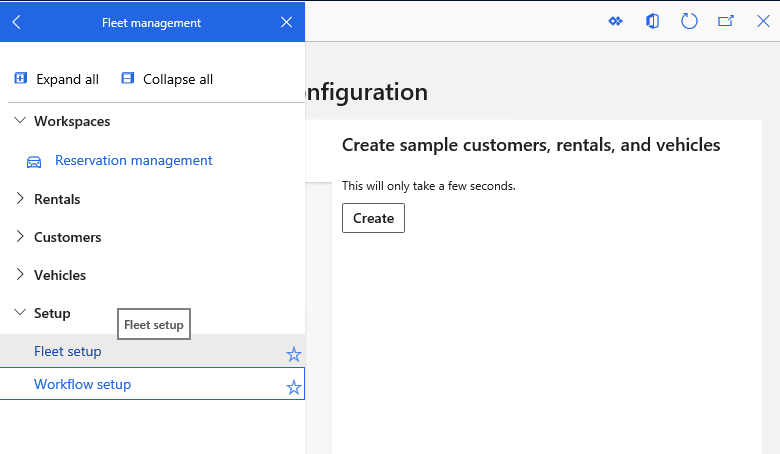 Fleet management
Expand all
Collapse all
Workspaces
Reservation management
Rentals
Customers
Vehicles
Setup
Fleet setup
Fleet setup
Workflow setup
nfiguration
Create sample customers, rentals, and vehicles
This will only take a few seconds.
Create